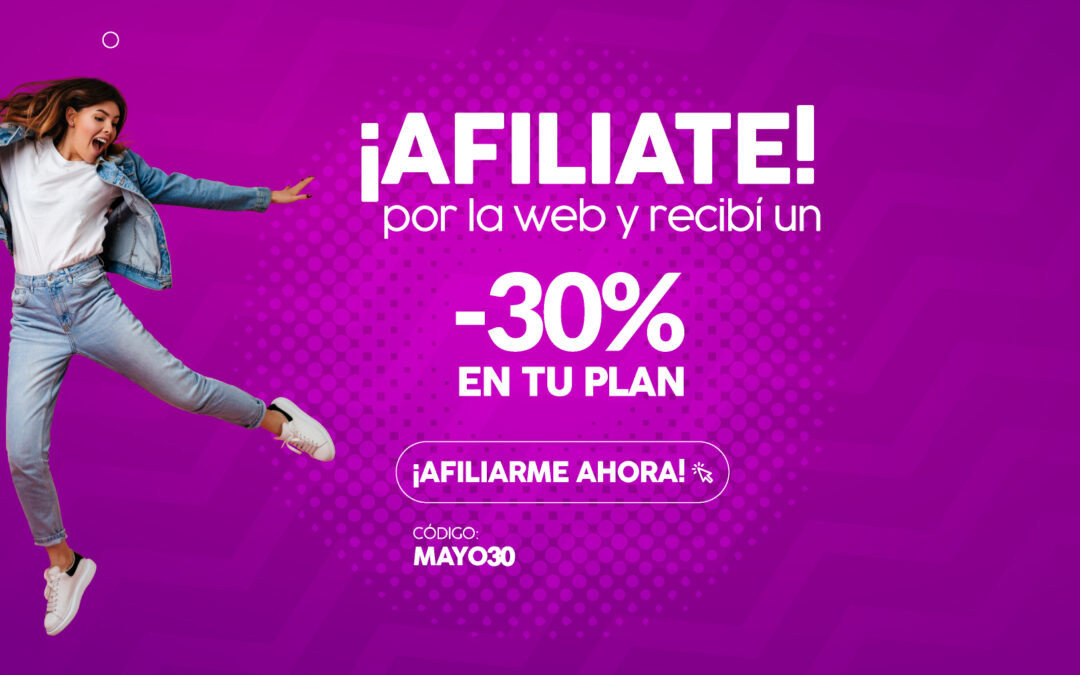 ¡AFILIATE!
por la web y recibí un
-30%
EN TU PLAN
¡AFILIARME AHORA!
CÓDIGO:
MAYO30